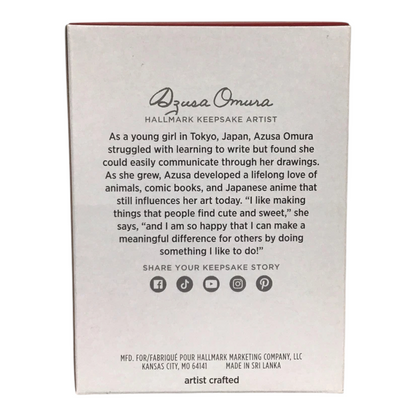 Azusa Omura
HALLMARK KEEPSAKE ARTIST
As a young girl in Tokyo, Japan, Azusa Omura
struggled with learning to write but found she
could easily communicate through her drawings.
As she grew, Azusa developed a lifelong love of
animals, comic books, and Japanese anime that
still influences her art today. “I like making
things that people find cute and sweet,” she
says, “and I am so happy that I can make a
meaningful difference for others by doing
something I like to do!”
SHARE YOUR KEEPSAKE STORY
MFD. FOR/FABRIQUÉ POUR HALLMARK MARKETING COMPANY, LLC
KANSAS CITY, MO 64141 MADE IN SRI LANKA
artist crafted